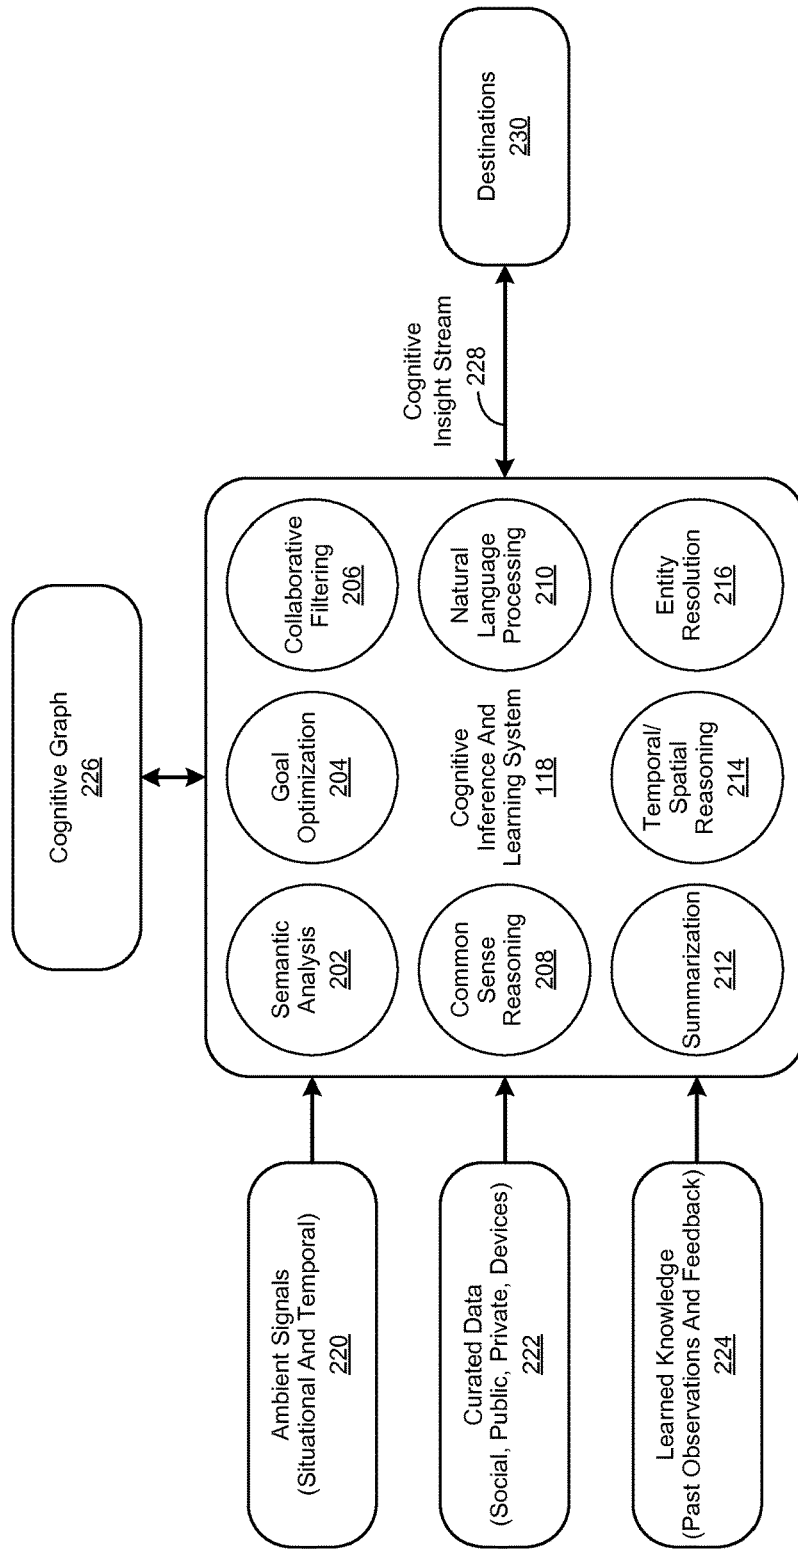 Cognitive Graph
226
Ambient Signals
(Situational And Temporal)
220
Curated Data
(Social, Public, Private, Devices)
222
Learned Knowledge
(Past Observations And Feedback)
224
Semantic
Analysis
202
Goal
Optimization
204
Collaborative
Filtering
206
Common
Sense
Reasoning
208
Cognitive
Inference And
Learning System
118
Natural
Language
Processing
210
Summarization
212
Temporal/
Spatial
Reasoning
214
Entity
Resolution
216
Cognitive
Insight Stream
228
Destinations
230